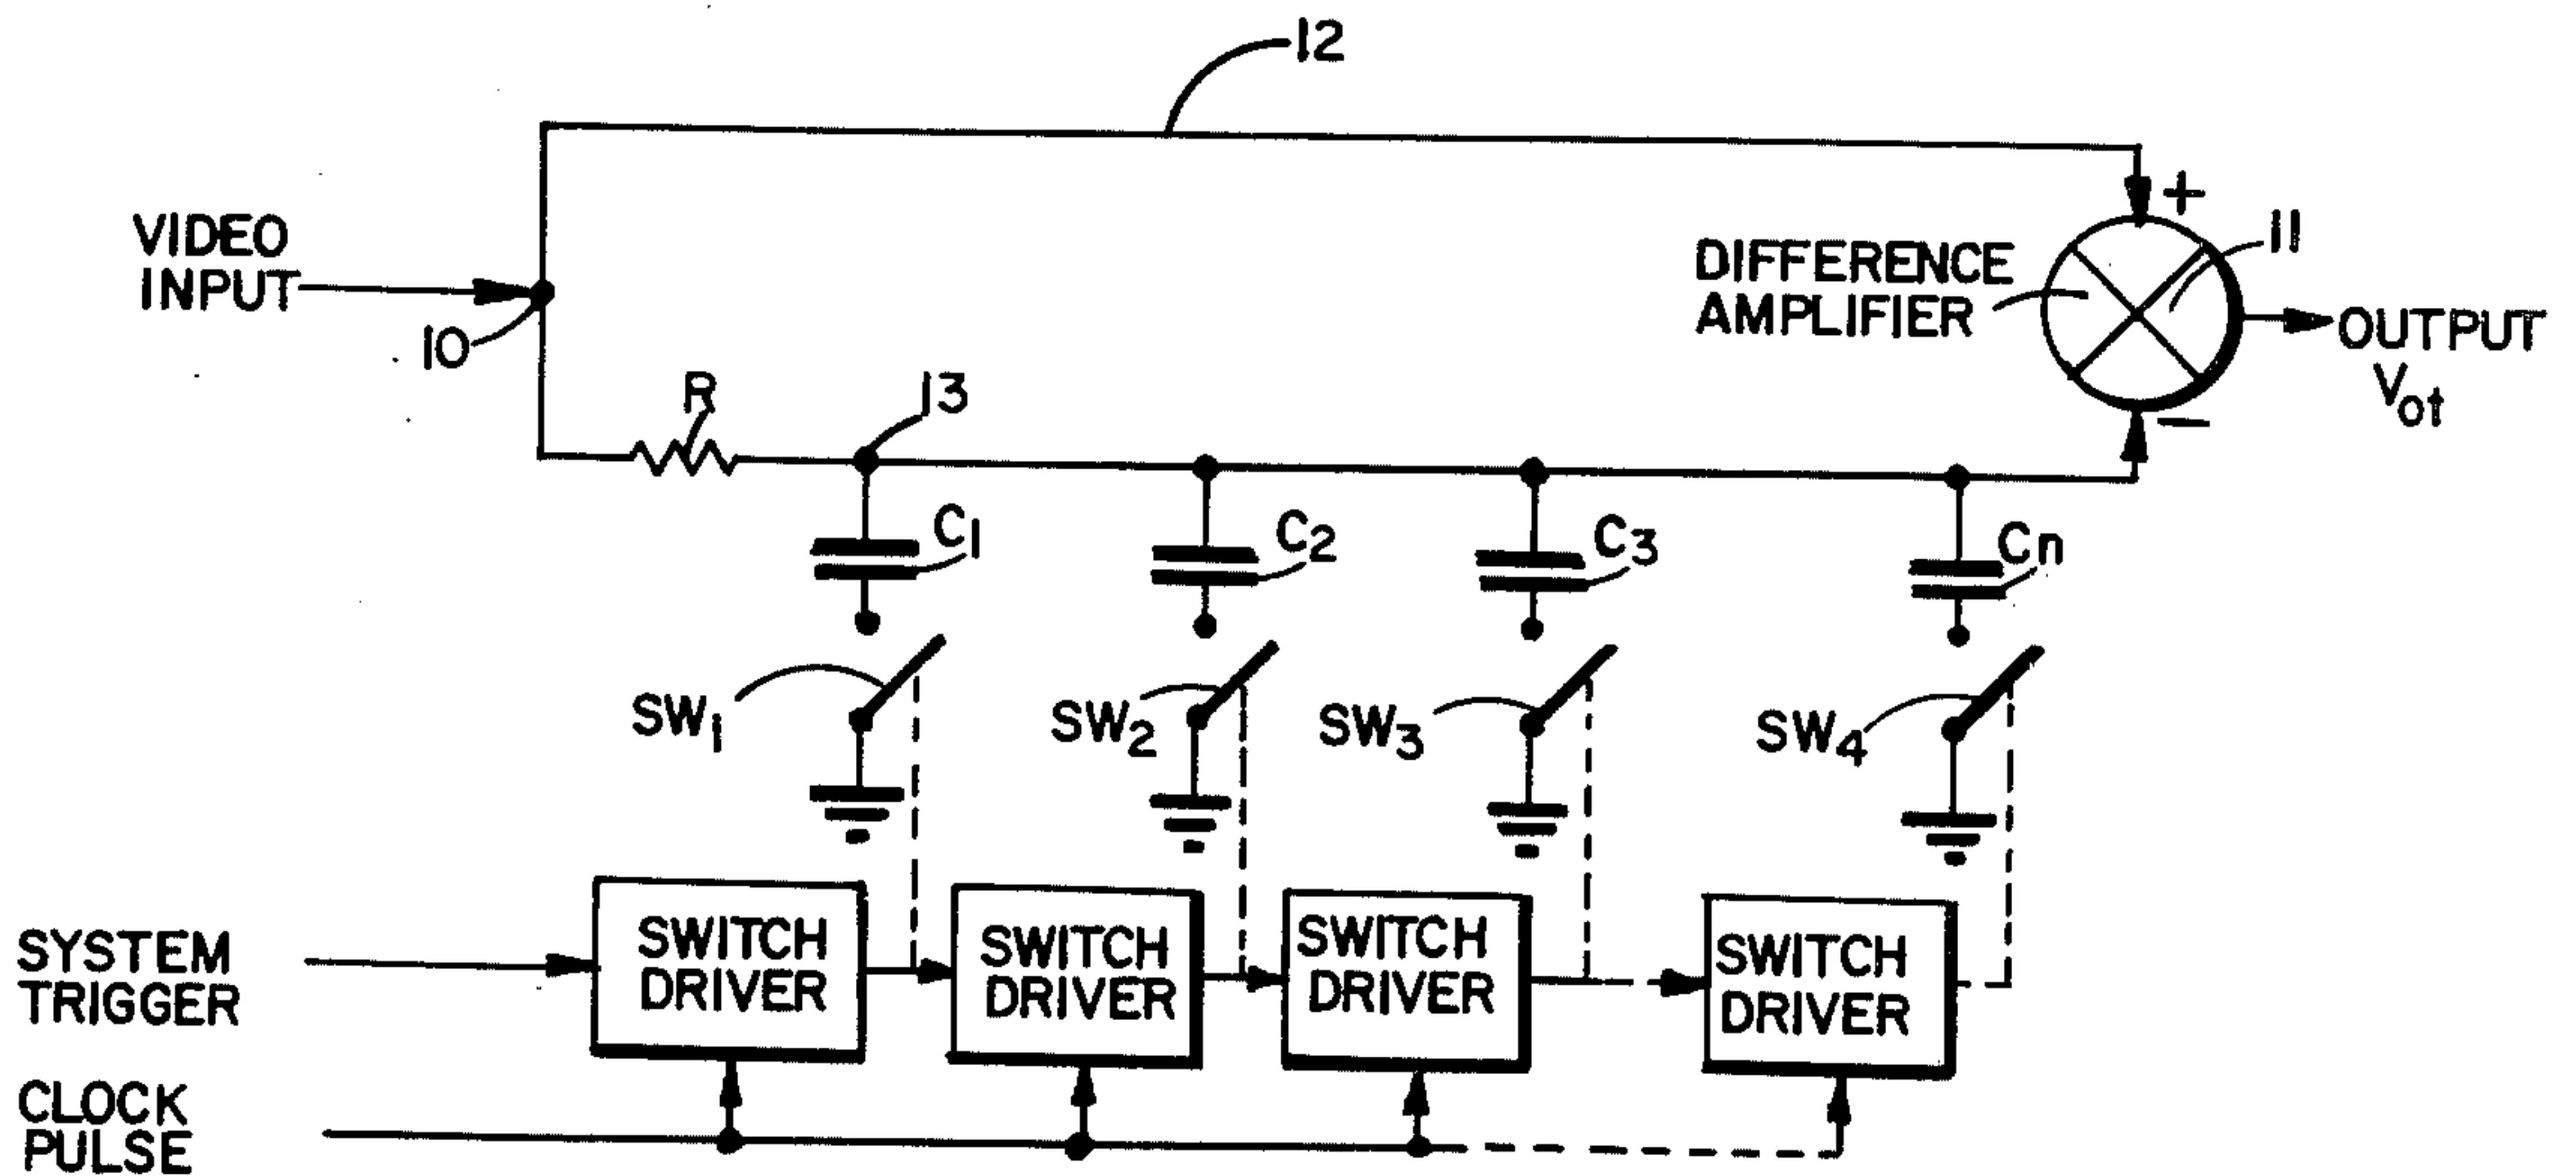 12
VIDEO
INPUT
10
+
11
DIFFERENCE
AMPLIFIER
OUTPUT
Vot
−
R
13
C1
C2
C3
Cn
SW1
SW2
SW3
SW4
SYSTEM
TRIGGER
SWITCH
DRIVER
SWITCH
DRIVER
SWITCH
DRIVER
SWITCH
DRIVER
CLOCK
PULSE